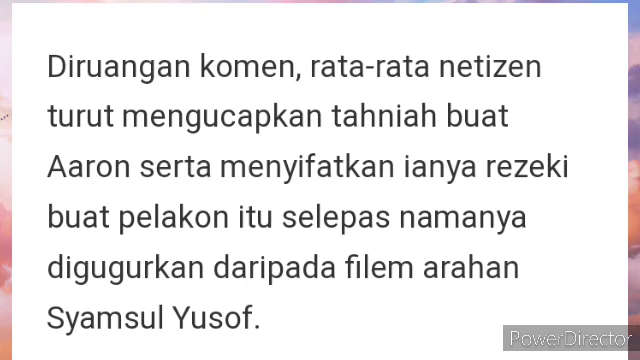 Diruangan komen, rata-rata netizen
turut mengucapkan tahniah buat
Aaron serta menyifatkan ianya rezeki
buat pelakon itu selepas namanya
digugurkan daripada filem arahan
Syamsul Yusof.
PowerDirector